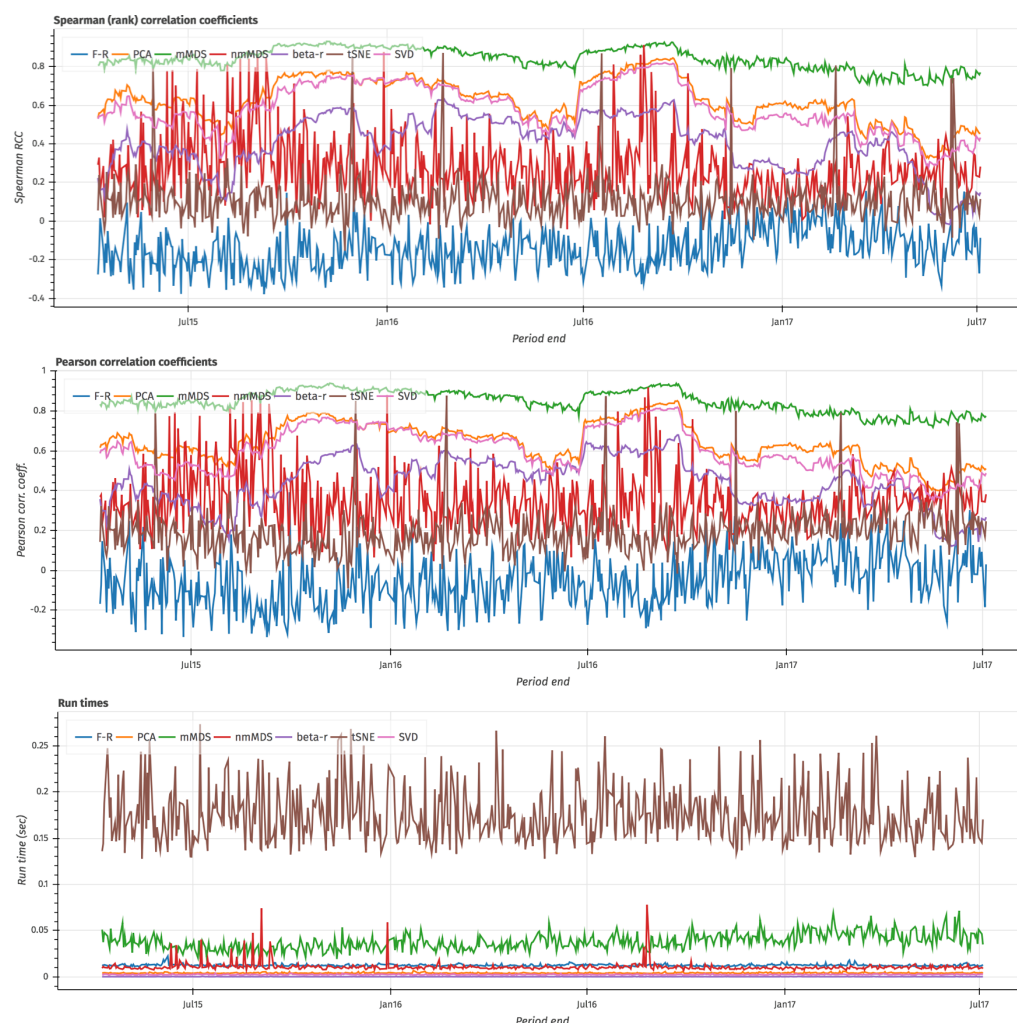 Spearman (rank) correlation coefficients
F-R PCA mMDS nmMDS beta-r tSNE SVD
0.8
0.6
0.4
0.2
0
-0.2
-0.4
Spearman RCC
Jul15 Jan16 Jul16 Jan17 Jul17
Period end
Pearson correlation coefficients
1
F-R PCA mMDS nmMDS beta-r tSNE SVD
0.8
0.6
0.4
0.2
0
-0.2
Pearson corr. coeff.
Jul15 Jan16 Jul16 Jan17 Jul17
Period end
Run times
F-R PCA mMDS nmMDS beta-r tSNE SVD
0.25
0.2
0.15
0.1
0.05
0
Run time (sec)
Jul15 Jan16 Jul16 Jan17 Jul17
Period end